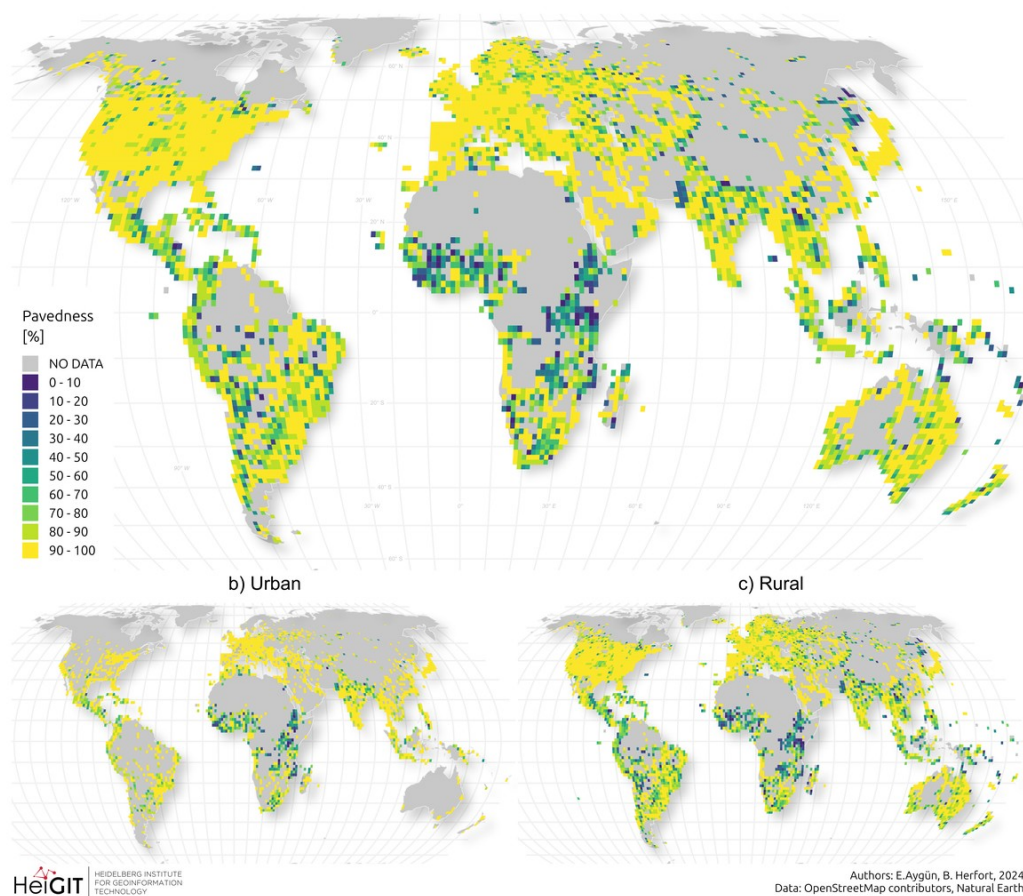 Pavedness
[%]
NO DATA
0 - 10
10 - 20
20 - 30
30 - 40
40 - 50
50 - 60
60 - 70
70 - 80
80 - 90
90 - 100
b) Urban
c) Rural
HeiGIT
HEIDELBERG INSTITUTE
FOR GEOINFORMATION
TECHNOLOGY
Authors: E.Aygün, B. Herfort, 2024
Data: OpenStreetMap contributors, Natural Earth